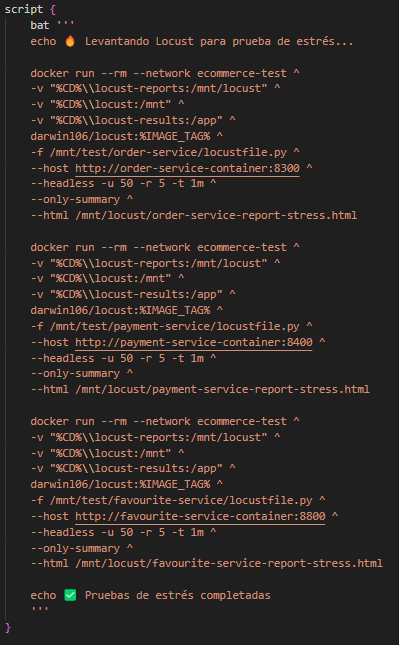 script {
bat '''
echo 🔥 Levantando Locust para prueba de estrés...
docker run --rm --network ecommerce-test ^
-v "%CD%\\locust-reports:/mnt/locust" ^
-v "%CD%\\locust:/mnt" ^
-v "%CD%\\locust-results:/app" ^
darwinl06/locust:%IMAGE_TAG% ^
-f /mnt/test/order-service/locustfile.py ^
--host http://order-service-container:8300 ^
--headless -u 50 -r 5 -t 1m ^
--only-summary ^
--html /mnt/locust/order-service-report-stress.html
docker run --rm --network ecommerce-test ^
-v "%CD%\\locust-reports:/mnt/locust" ^
-v "%CD%\\locust:/mnt" ^
-v "%CD%\\locust-results:/app" ^
darwinl06/locust:%IMAGE_TAG% ^
-f /mnt/test/payment-service/locustfile.py ^
--host http://payment-service-container:8400 ^
--headless -u 50 -r 5 -t 1m ^
--only-summary ^
--html /mnt/locust/payment-service-report-stress.html
docker run --rm --network ecommerce-test ^
-v "%CD%\\locust-reports:/mnt/locust" ^
-v "%CD%\\locust:/mnt" ^
-v "%CD%\\locust-results:/app" ^
darwinl06/locust:%IMAGE_TAG% ^
-f /mnt/test/favourite-service/locustfile.py ^
--host http://favourite-service-container:8800 ^
--headless -u 50 -r 5 -t 1m ^
--only-summary ^
--html /mnt/locust/favourite-service-report-stress.html
echo ✅ Pruebas de estrés completadas
'''
}